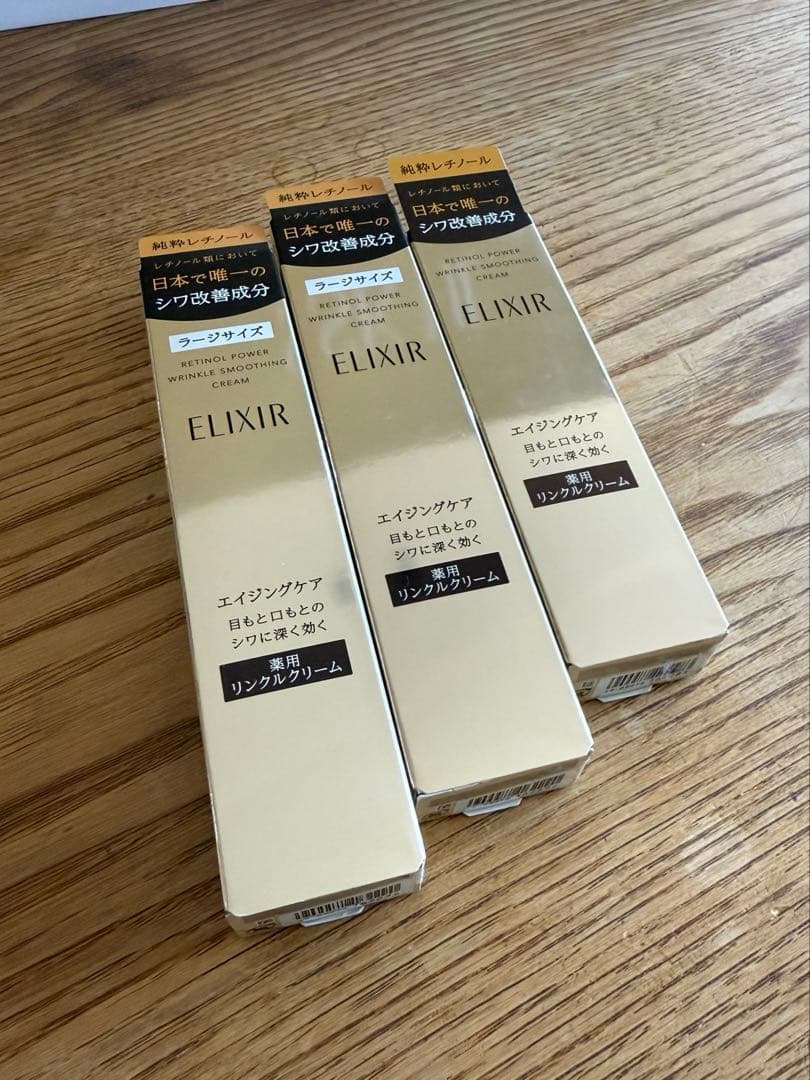 純粋レチノール
レチノール類において
日本で唯一の
シワ改善成分
ラージサイズ
RETINOL POWER
WRINKLE SMOOTHING
CREAM
ELIXIR
エイジングケア
目もと口もとの
シワに深く効く
薬用
リンクルクリーム
純粋レチノール
レチノール類において
日本で唯一の
シワ改善成分
ラージサイズ
RETINOL POWER
WRINKLE SMOOTHING
CREAM
ELIXIR
エイジングケア
目もと口もとの
シワに深く効く
薬用
リンクルクリーム
純粋レチノール
レチノール類において
日本で唯一の
シワ改善成分
RETINOL POWER
WRINKLE SMOOTHING
CREAM
ELIXIR
エイジングケア
目もと口もとの
シワに深く効く
薬用
リンクルクリーム